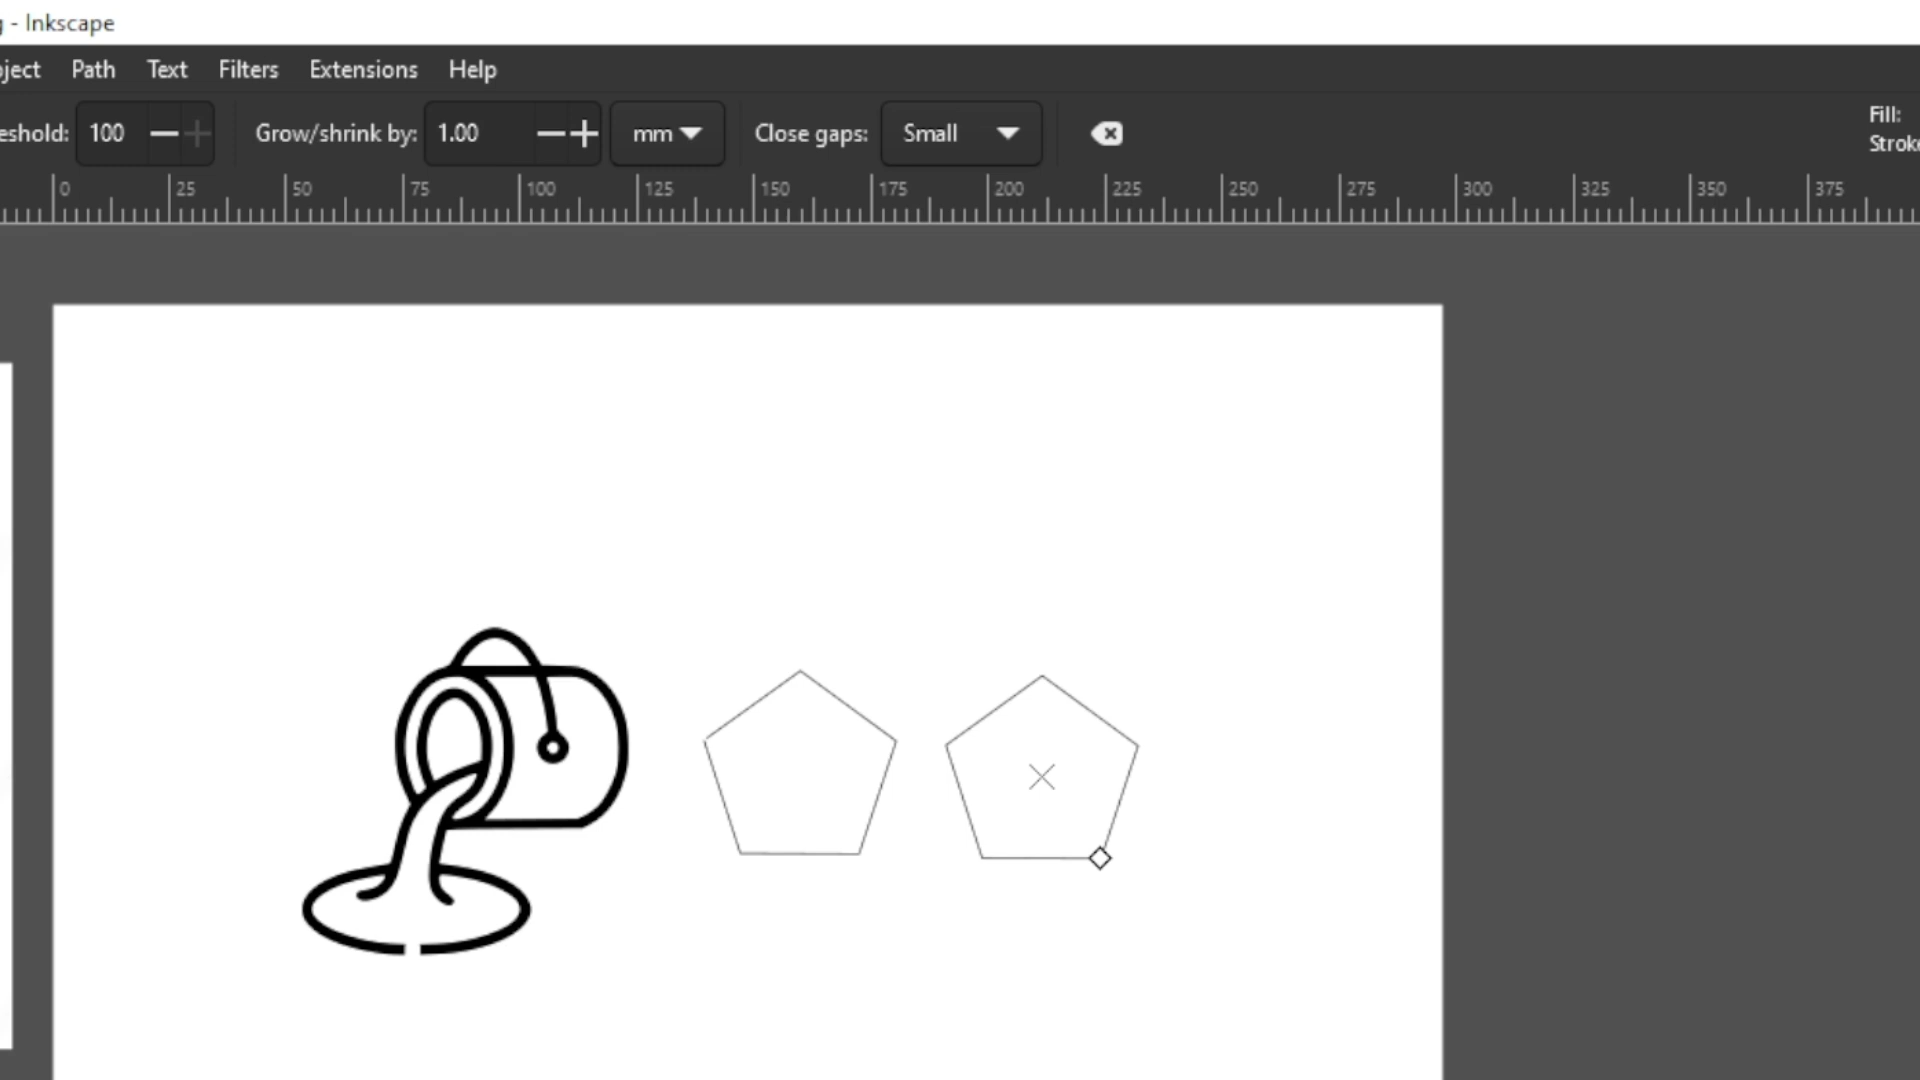 g - Inkscape
ject Path Text Filters Extensions Help
eshold: 100 Grow/shrink by: 1.00 mm Close gaps: Small Fill:
Stroke
0 25 50 75 100 125 150 175 200 225 250 275 300 325 350 375